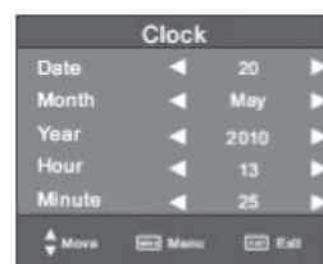 Clock
Date 20
Month May
Year 2010
Hour 13
Minute 25
Move Menu Exit